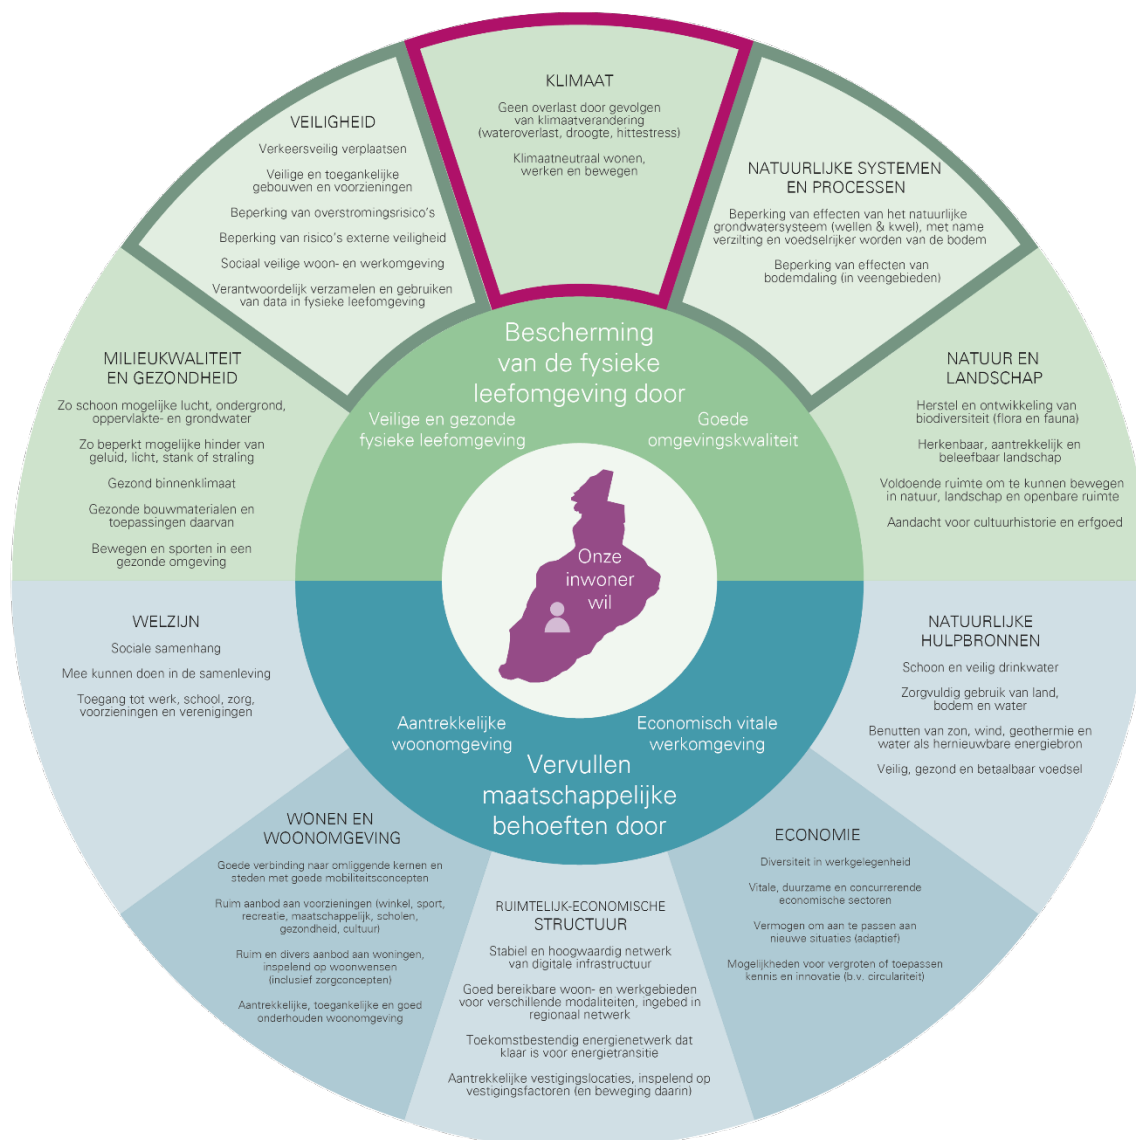 KLIMAAT
Geen overlast door gevolgen
van klimaatverandering
(wateroverlast, droogte, hittestress)
Klimaatneutraal wonen,
werken en bewegen
VEILIGHEID
Verkeersveilig verplaatsen
Veilige en toegankelijke
gebouwen en voorzieningen
Beperking van overstromingsrisico's
Beperking van risico's externe veiligheid
Sociaal veilige woon- en werkomgeving
Verantwoordelijk verzamelen en gebruiken
van data in fysieke leefomgeving
NATUURLIJKE SYSTEMEN
EN PROCESSEN
Beperking van effecten van het natuurlijke
grondwatersysteem (wellen & kwel), met name
verzilting en voedselrijker worden van de bodem
Beperking van effecten van
bodemdaling (in veengebieden)
MILIEUKWALITEIT
EN GEZONDHEID
Zo schoon mogelijke lucht, ondergrond,
oppervlakte- en grondwater
Zo beperkt mogelijke hinder van
geluid, licht, stank of straling
Gezond binnenklimaat
Gezonde bouwmaterialen en
toepassingen daarvan
Bewegen en sporten in een
gezonde omgeving
NATUUR EN
LANDSCHAP
Herstel en ontwikkeling van
biodiversiteit (flora en fauna)
Herkenbaar, aantrekkelijk en
beleefbaar landschap
Voldoende ruimte om te kunnen bewegen
in natuur, landschap en openbare ruimte
Aandacht voor cultuurhistorie en erfgoed
Bescherming
van de fysieke
leefomgeving door
Veilige en gezonde
fysieke leefomgeving
Goede
omgevingskwaliteit
Onze
inwoner
wil
Aantrekkelijke
woonomgeving
Economisch vitale
werkomgeving
Vervullen
maatschappelijke
behoeften door
WELZIJN
Sociale samenhang
Mee kunnen doen in de samenleving
Toegang tot werk, school, zorg,
voorzieningen en verenigingen
NATUURLIJKE
HULPBRONNEN
Schoon en veilig drinkwater
Zorgvuldig gebruik van land,
bodem en water
Benutten van zon, wind, geothermie en
water als hernieuwbare energiebron
Veilig, gezond en betaalbaar voedsel
WONEN EN
WOONOMGEVING
Goede verbinding naar omliggende kernen en
steden met goede mobiliteitsconcepten
Ruim aanbod aan voorzieningen (winkel, sport,
recreatie, maatschappelijk, scholen,
gezondheid, cultuur)
Ruim en divers aanbod aan woningen,
inspelend op woonwensen
(inclusief zorgconcepten)
Aantrekkelijke, toegankelijke en goed
onderhouden woonomgeving
RUIMTELIJK-ECONOMISCHE
STRUCTUUR
Stabiel en hoogwaardig netwerk
van digitale infrastructuur
Goed bereikbare woon- en werkgebieden
voor verschillende modaliteiten, ingebed in
regionaal netwerk
Toekomstbestendig energienetwerk dat
klaar is voor energietransitie
Aantrekkelijke vestigingslocaties, inspelend op
vestigingsfactoren (en beweging daarin)
ECONOMIE
Diversiteit in werkgelegenheid
Vitale, duurzame en concurrerende
economische sectoren
Vermogen om aan te passen aan
nieuwe situaties (adaptief)
Mogelijkheden voor vergroten of toepassen
kennis en innovatie (b.v. circulariteit)